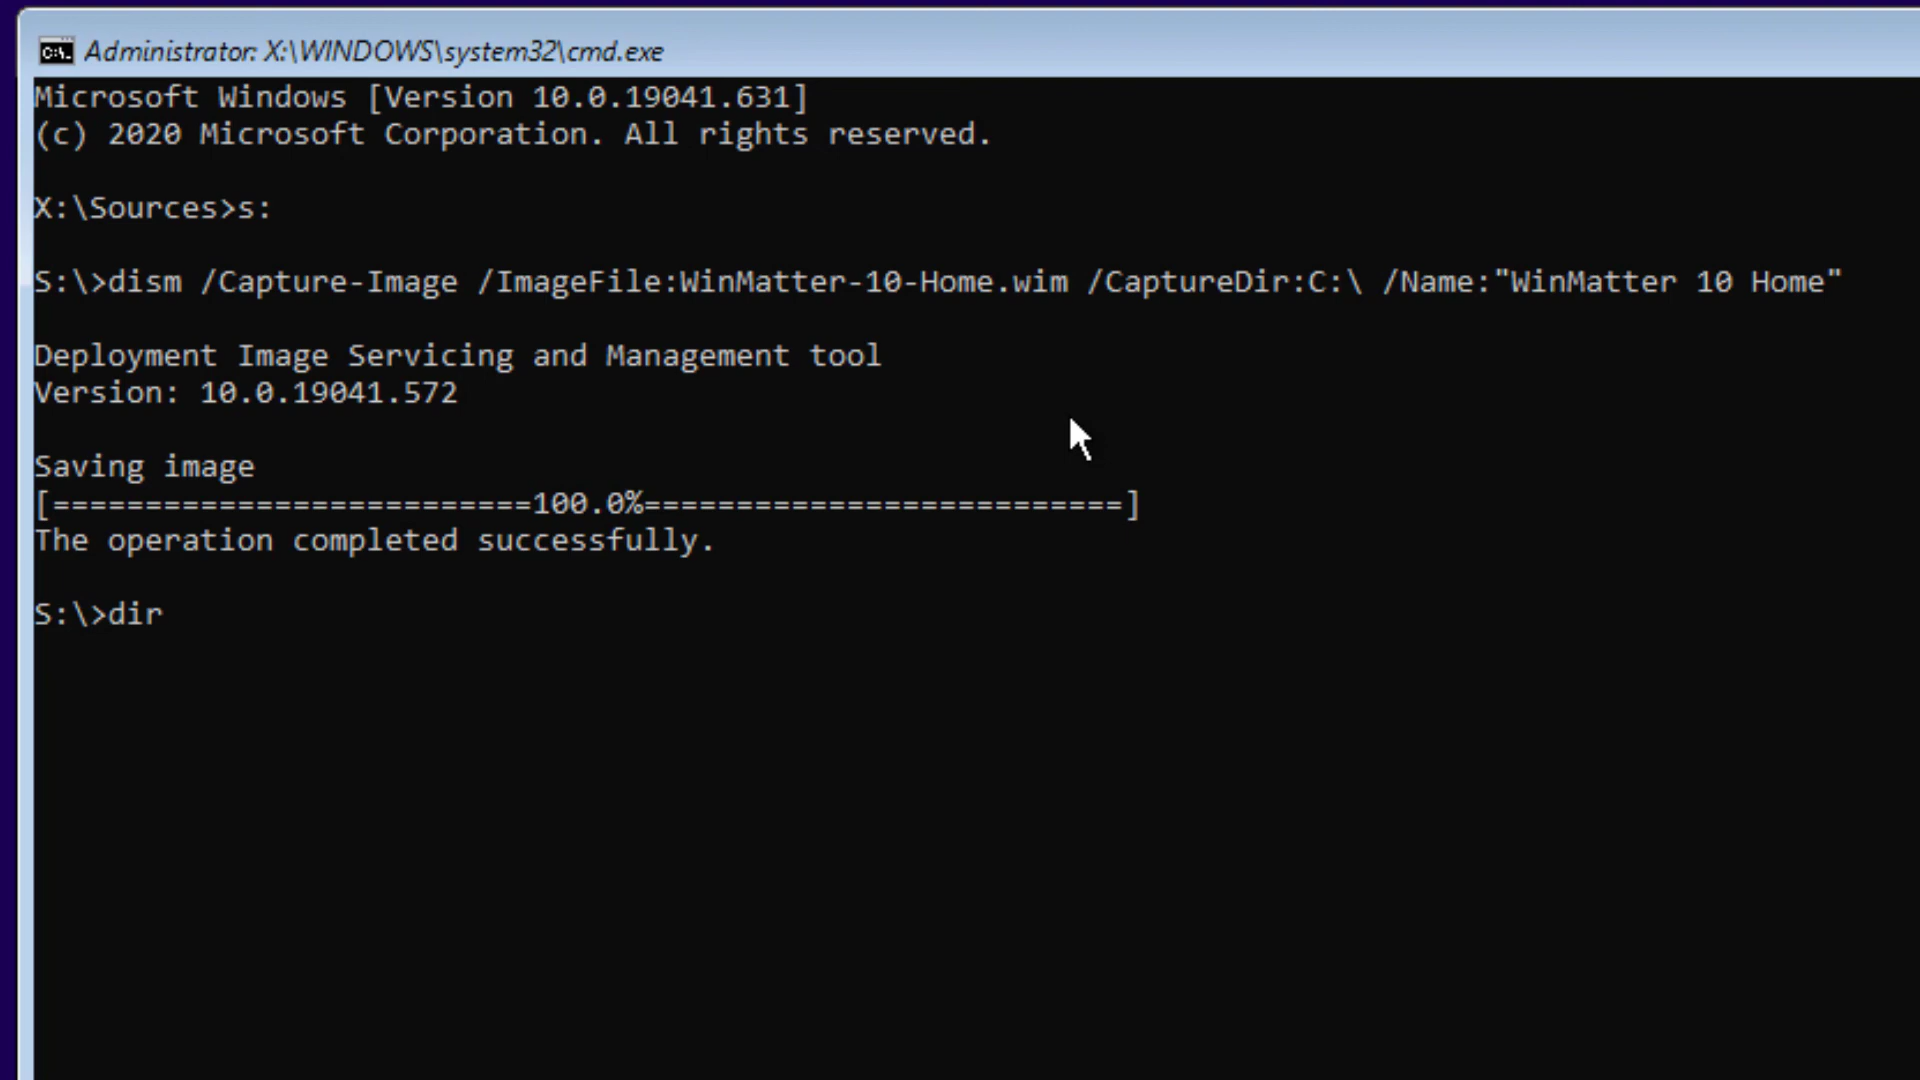 Administrator: X:\WINDOWS\system32\cmd.exe
Microsoft Windows [Version 10.0.19041.631]
(c) 2020 Microsoft Corporation. All rights reserved.
X:\Sources>s:
S:\>dism /Capture-Image /ImageFile:WinMatter-10-Home.wim /CaptureDir:C:\ /Name:"WinMatter 10 Home"
Deployment Image Servicing and Management tool
Version: 10.0.19041.572
Saving image
[==========================100.0%==========================]
The operation completed successfully.
S:\>dir